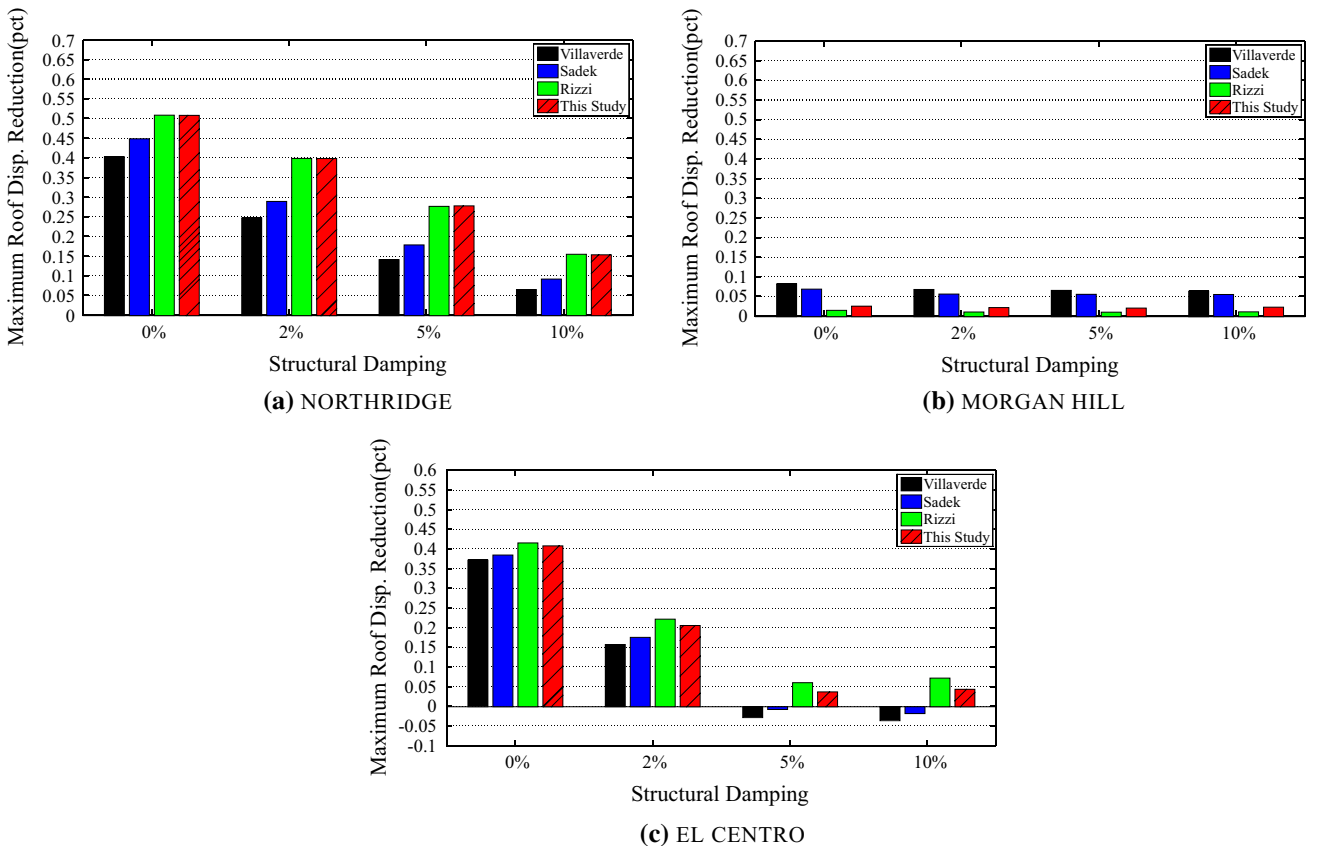 Maximum Roof Disp. Reduction(pct)
0.7
0.65
0.6
0.55
0.5
0.45
0.4
0.35
0.3
0.25
0.2
0.15
0.1
0.05
0
Villaverde
Sadek
Rizzi
This Study
0% 2% 5% 10%
Structural Damping
(a) NORTHRIDGE
Maximum Roof Disp. Reduction(pct)
0.7
0.65
0.6
0.55
0.5
0.45
0.4
0.35
0.3
0.25
0.2
0.15
0.1
0.05
0
Villaverde
Sadek
Rizzi
This Study
0% 2% 5% 10%
Structural Damping
(b) MORGAN HILL
Maximum Roof Disp. Reduction(pct)
0.6
0.55
0.5
0.45
0.4
0.35
0.3
0.25
0.2
0.15
0.1
0.05
0
-0.05
-0.1
Villaverde
Sadek
Rizzi
This Study
0% 2% 5% 10%
Structural Damping
(c) EL CENTRO